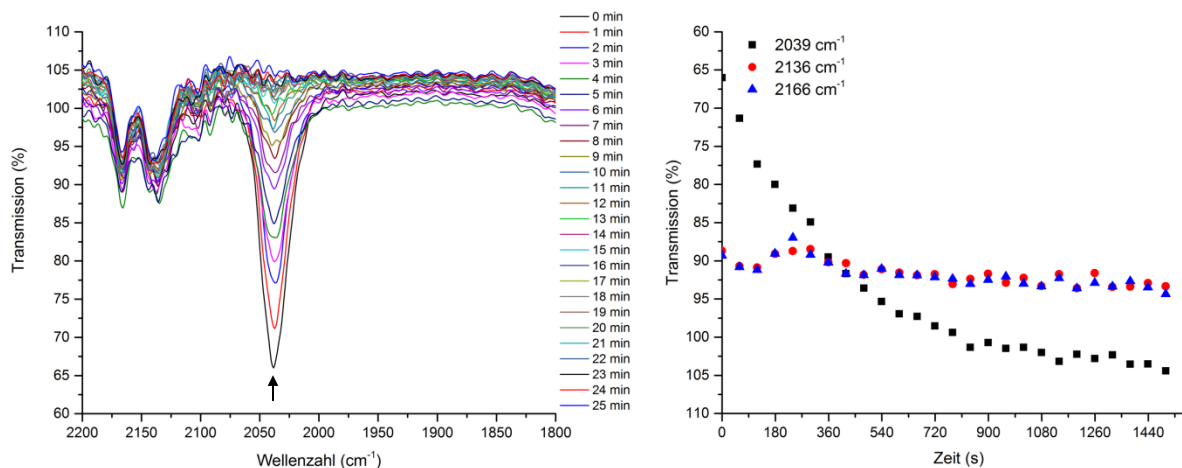 110
105
100
95
90
85
80
75
70
65
60
Transmission (%)
2200 2150 2100 2050 2000 1950 1900 1850 1800
Wellenzahl (cm⁻¹)
0 min
1 min
2 min
3 min
4 min
5 min
6 min
7 min
8 min
9 min
10 min
11 min
12 min
13 min
14 min
15 min
16 min
17 min
18 min
19 min
20 min
21 min
22 min
23 min
24 min
25 min
60
65
70
75
80
85
90
95
100
105
110
Transmission (%)
2039 cm⁻¹
2136 cm⁻¹
2166 cm⁻¹
0 180 360 540 720 900 1080 1260 1440
Zeit (s)